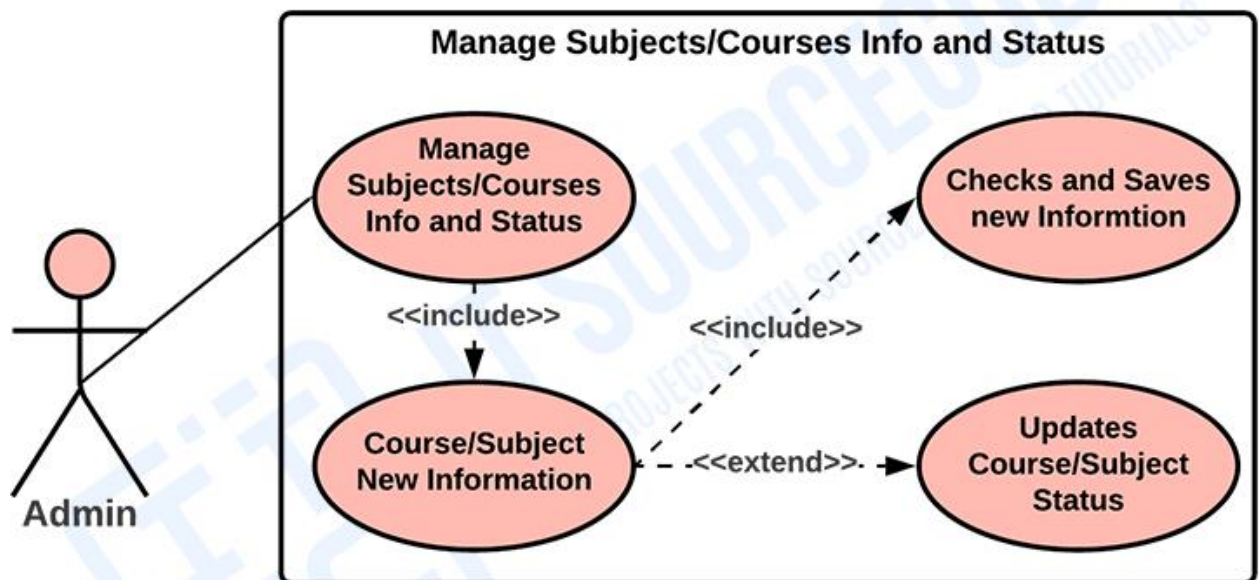 Manage Subjects/Courses Info and Status
Manage
Subjects/Courses
Info and Status
Checks and Saves
new Informtion
<<include>>
<<include>>
Course/Subject
New Information
<<extend>>
Updates
Course/Subject
Status
Admin